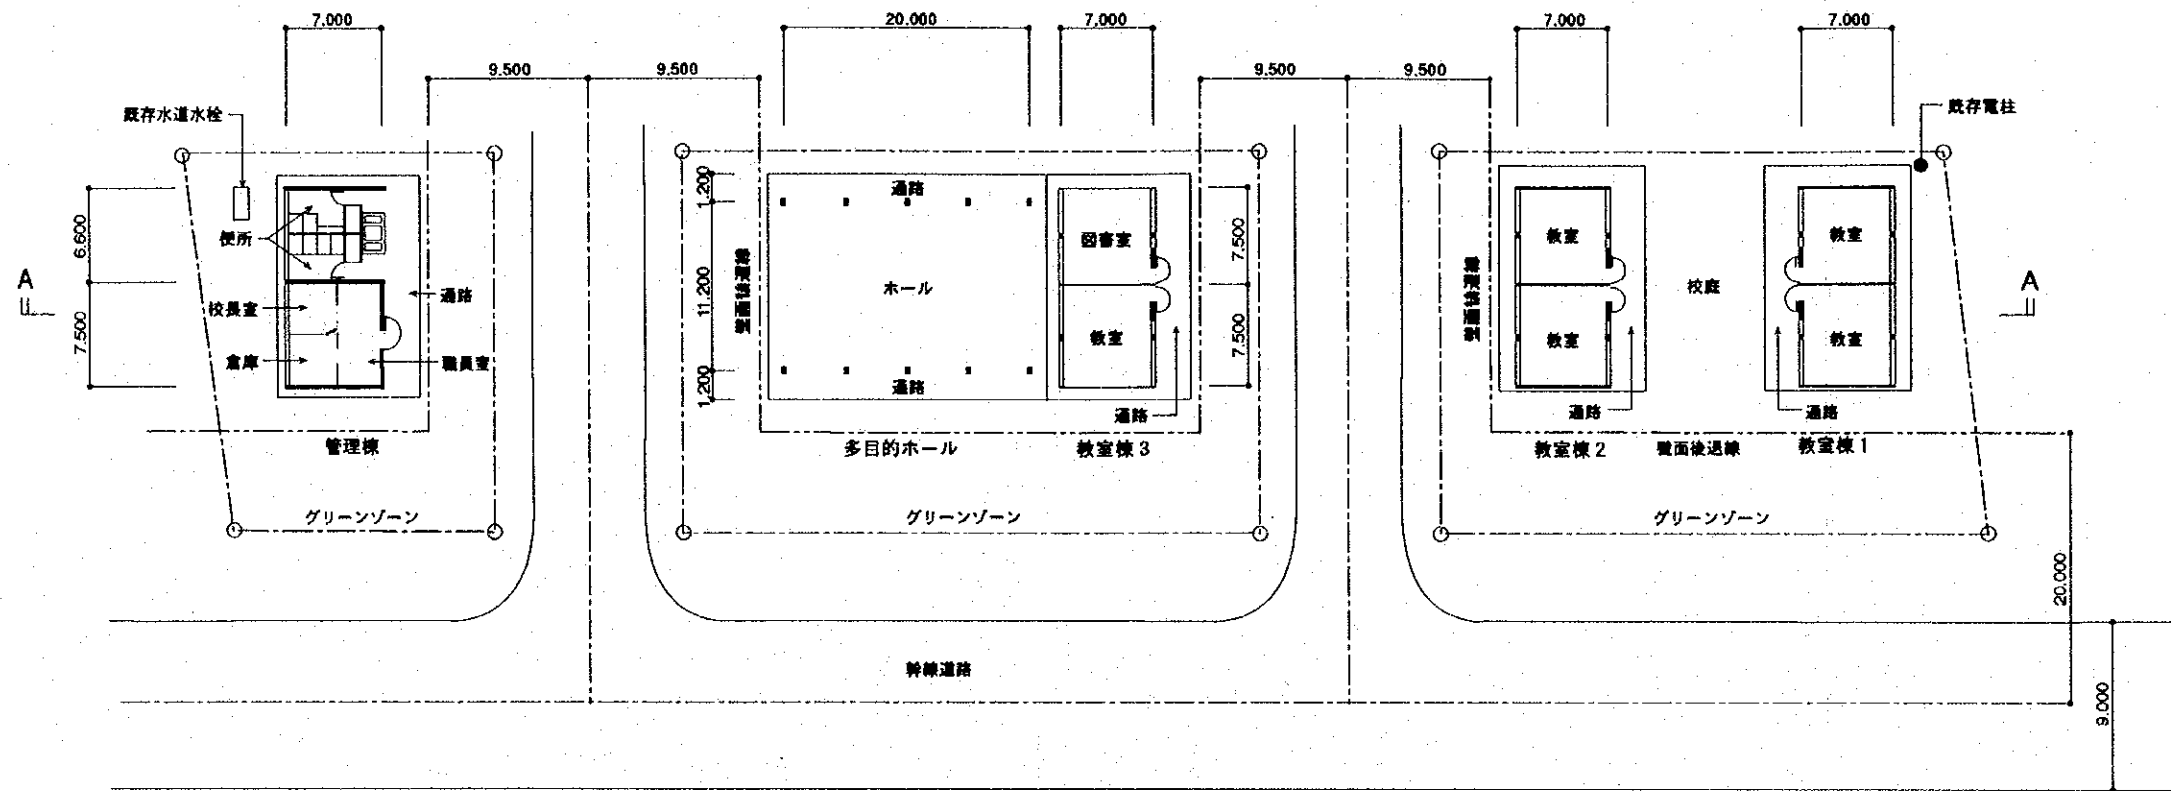 7,000
20.000
7,000
7.000
7.000
9.500
9.500
9.500
9.500
既存水道水栓
既存電柱
1.200
6.600
7.500
便所
校長室
倉庫
職員室
通路
A
通路
ホール
11.200
通路
1.200
壁面後退線
図書室
教室
7.500
7.500
通路
壁面後退線
教室
教室
通路
校庭
教室
教室
通路
A
管理棟
多目的ホール
教室棟3
教室棟2
壁面後退線
教室棟1
グリーンゾーン
グリーンゾーン
グリーンゾーン
幹線道路
20.000
9.000